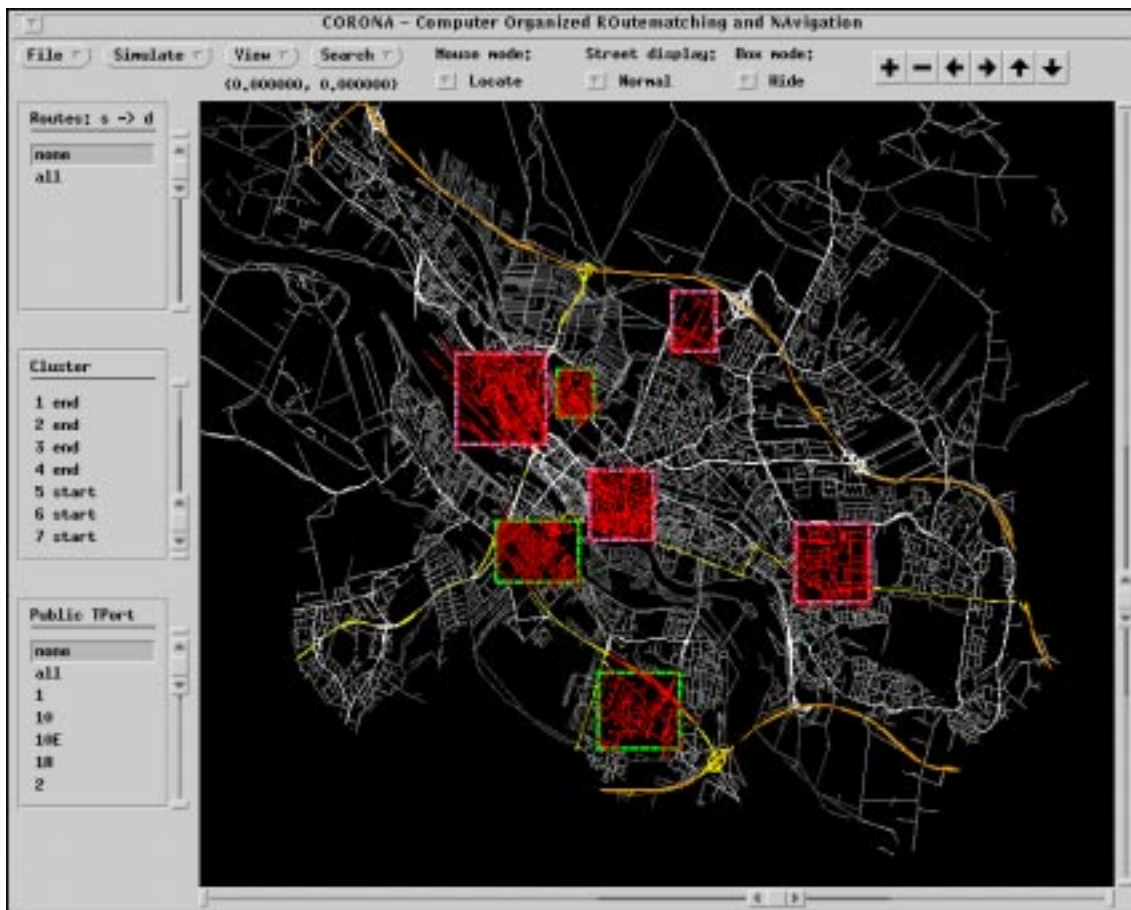 CORONA - Computer Organized ROutematching and NAvigation
File Simulate View Search Mouse mode: Street display: Box mode:
(0,000000, 0,000000) Locate Normal Hide
Routes: s -> d
none
all
Cluster
1 end
2 end
3 end
4 end
5 start
6 start
7 start
Public TPort
none
all
1
10
10E
2